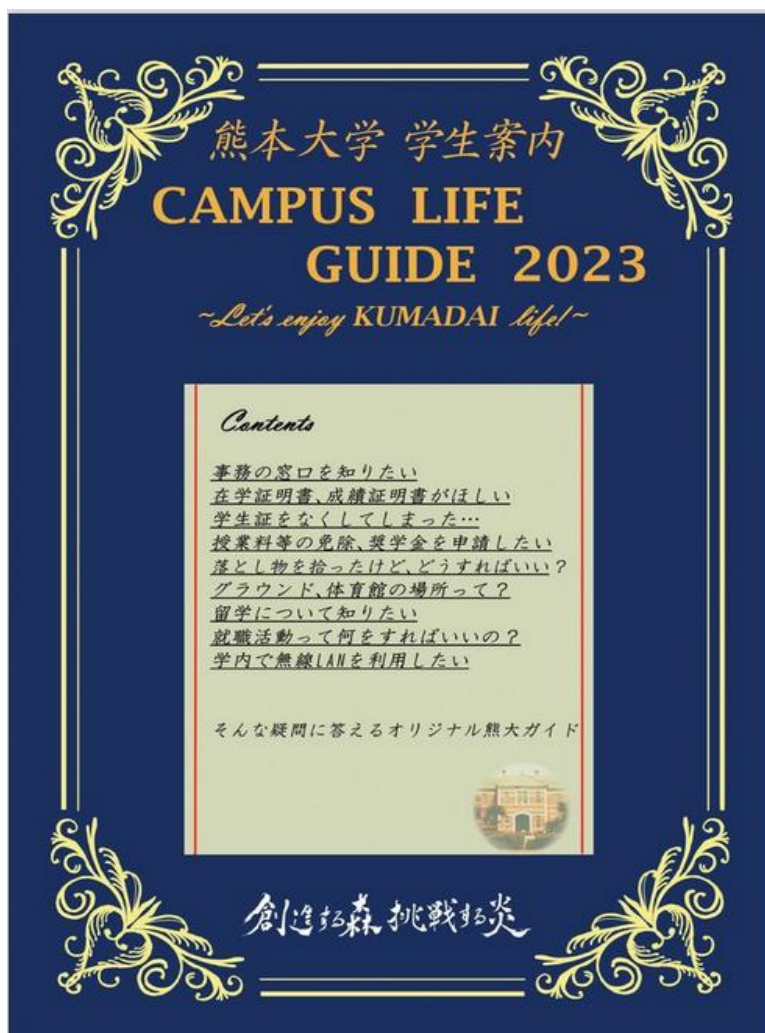 熊本大学 学生案内
CAMPUS LIFE
GUIDE 2023
~Let's enjoy KUMADAI life!~
Contents
事務の窓口を知りたい
在学証明書、成績証明書がほしい
学生証をなくしてしまった…
授業料等の免除、奨学金を申請したい
落とし物を拾ったけど、どうすればいい？
グラウンド、体育館の場所って？
留学について知りたい
就職活動って何をすればいいの？
学内で無線LANを利用したい
そんな疑問に答えるオリジナル熊大ガイド
創造する森 挑戦する炎